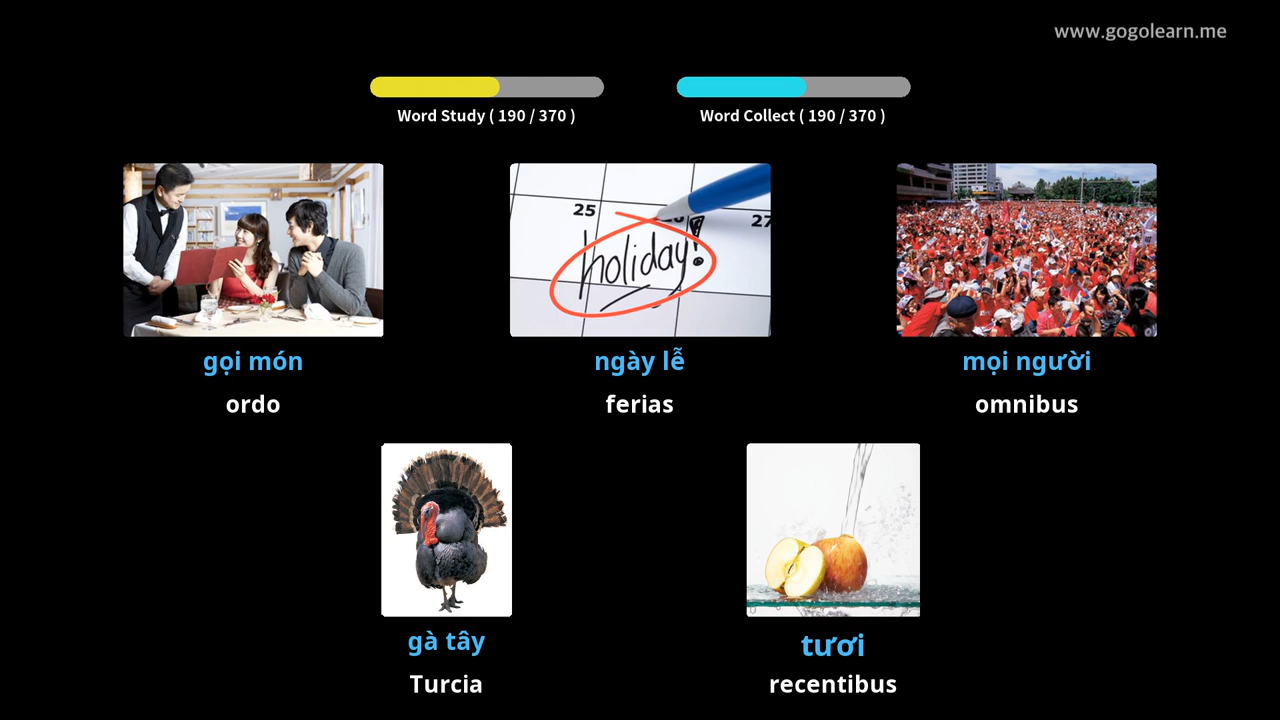 www.gogolearn.me
Word Study ( 190 / 370 )
Word Collect ( 190 / 370 )
25
27
holiday!
gọi món
ngày lễ
mọi người
ordo
ferias
omnibus
gà tây
tươi
Turcia
recentibus